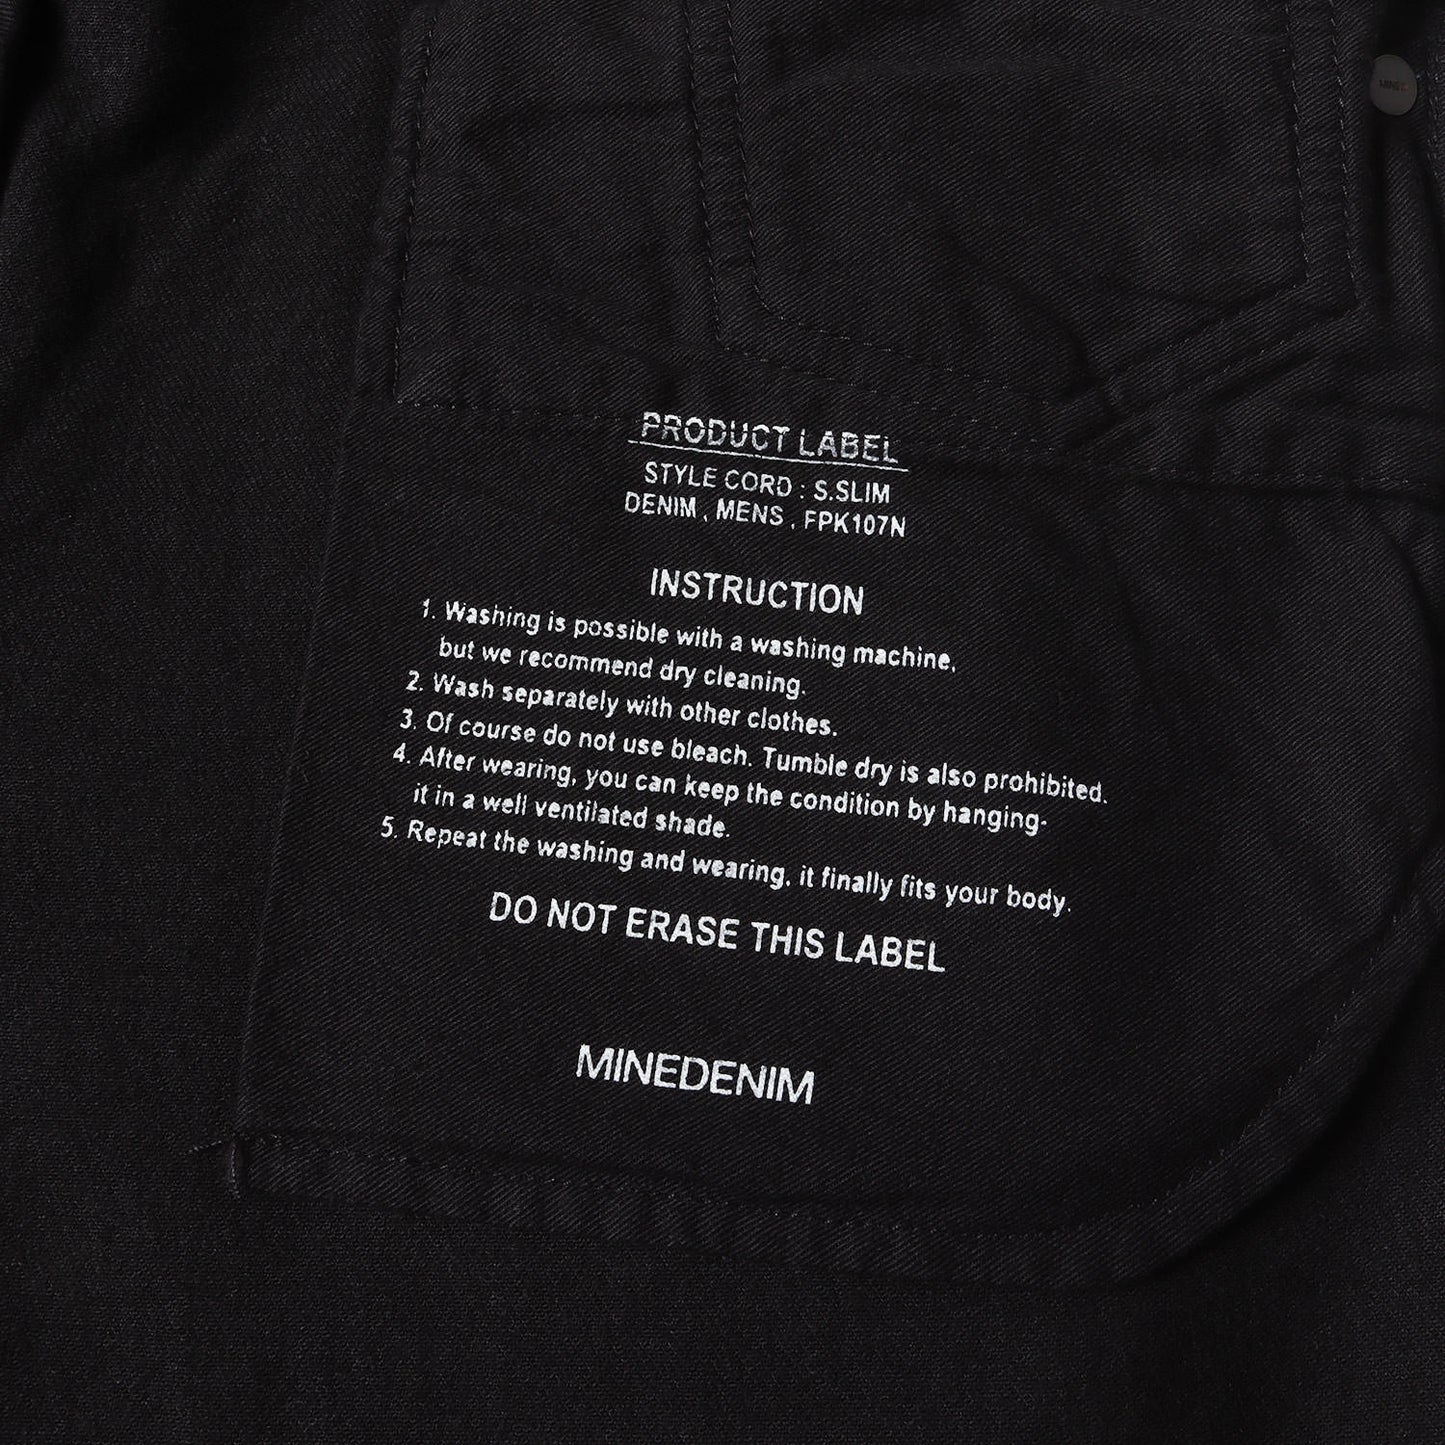 PRODUCT LABEL
STYLE CORD : S.SLIM
DENIM , MENS , FPK107N
INSTRUCTION
1. Washing is possible with a washing machine,
but we recommend dry cleaning.
2. Wash separately with other clothes.
3. Of course do not use bleach. Tumble dry is also prohibited.
4. After wearing, you can keep the condition by hanging-
it in a well ventilated shade.
5. Repeat the washing and wearing, it finally fits your body.
DO NOT ERASE THIS LABEL
MINEDENIM